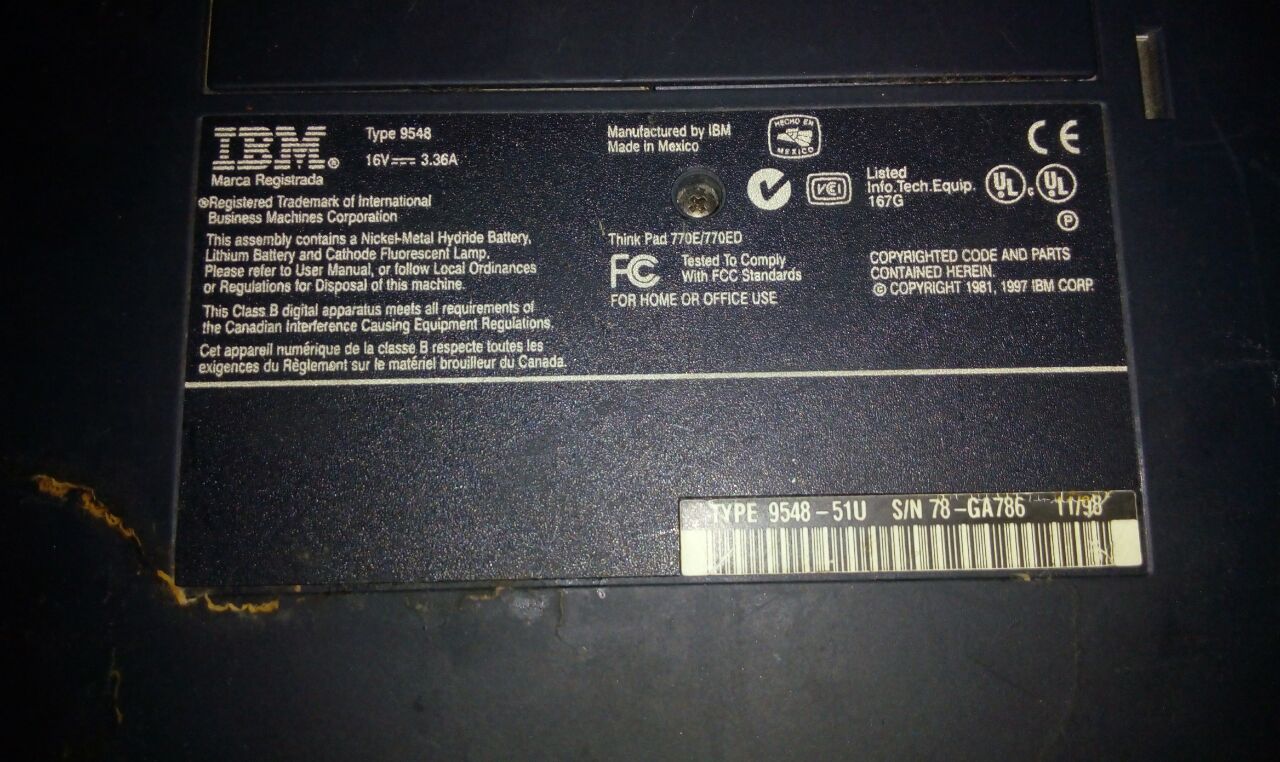 IBM®
Marca Registrada
Type 9548
16V 3.36A
®Registered Trademark of International
Business Machines Corporation
This assembly contains a Nickel-Metal Hydride Battery,
Lithium Battery and Cathode Fluorescent Lamp.
Please refer to User Manual, or follow Local Ordinances
or Regulations for Disposal of this machine.
This Class B digital apparatus meets all requirements of
the Canadian Interference Causing Equipment Regulations.
Cet appareil numérique de la classe B respecte toutes les
exigences du Règlement sur le matériel brouilleur du Canada.
Manufactured by IBM
Made in Mexico
HECHO EN
MEXICO
VCI
Think Pad 770E/770ED
FC Tested To Comply
With FCC Standards
FOR HOME OR OFFICE USE
CE
Listed
Info.Tech.Equip.
167G
UL c UL
P
COPYRIGHTED CODE AND PARTS
CONTAINED HEREIN.
© COPYRIGHT 1981, 1997 IBM CORP.
TYPE 9548-51U S/N 78-GA786 11/98